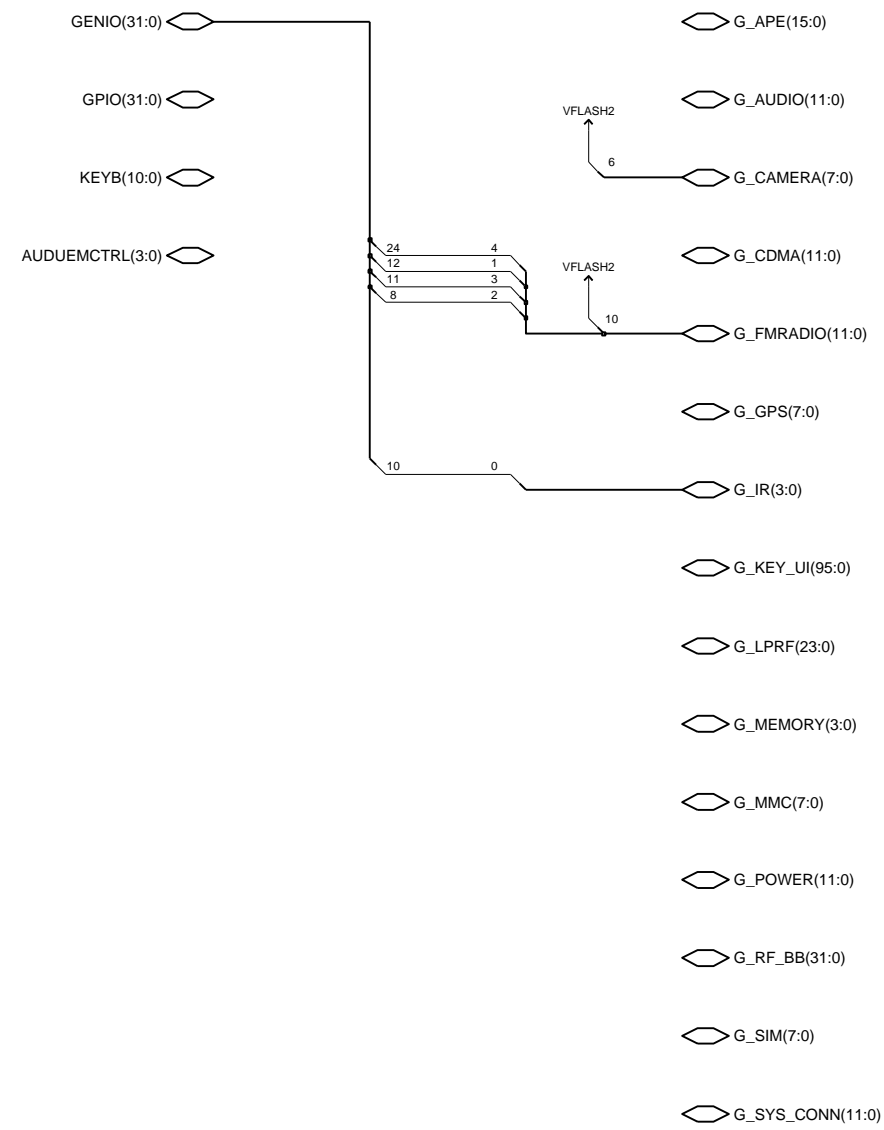 GENIO(31:0) G_APE(15:0)
GPIO(31:0) G_AUDIO(11:0)
VFLASH2
6
KEYB(10:0) G_CAMERA(7:0)
24 4
AUDUEMCTRL(3:0) G_CDMA(11:0)
12 1
VFLASH2
11 3
8 2
10
G_FMRADIO(11:0)
G_GPS(7:0)
10 0
G_IR(3:0)
G_KEY_UI(95:0)
G_LPRF(23:0)
G_MEMORY(3:0)
G_MMC(7:0)
G_POWER(11:0)
G_RF_BB(31:0)
G_SIM(7:0)
G_SYS_CONN(11:0)